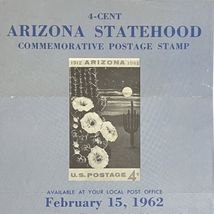 4-CENT
ARIZONA STATEHOOD
COMMEMORATIVE POSTAGE STAMP
1912 ARIZONA 1962
U.S. POSTAGE 4¢
AVAILABLE AT YOUR LOCAL POST OFFICE
February 15, 1962